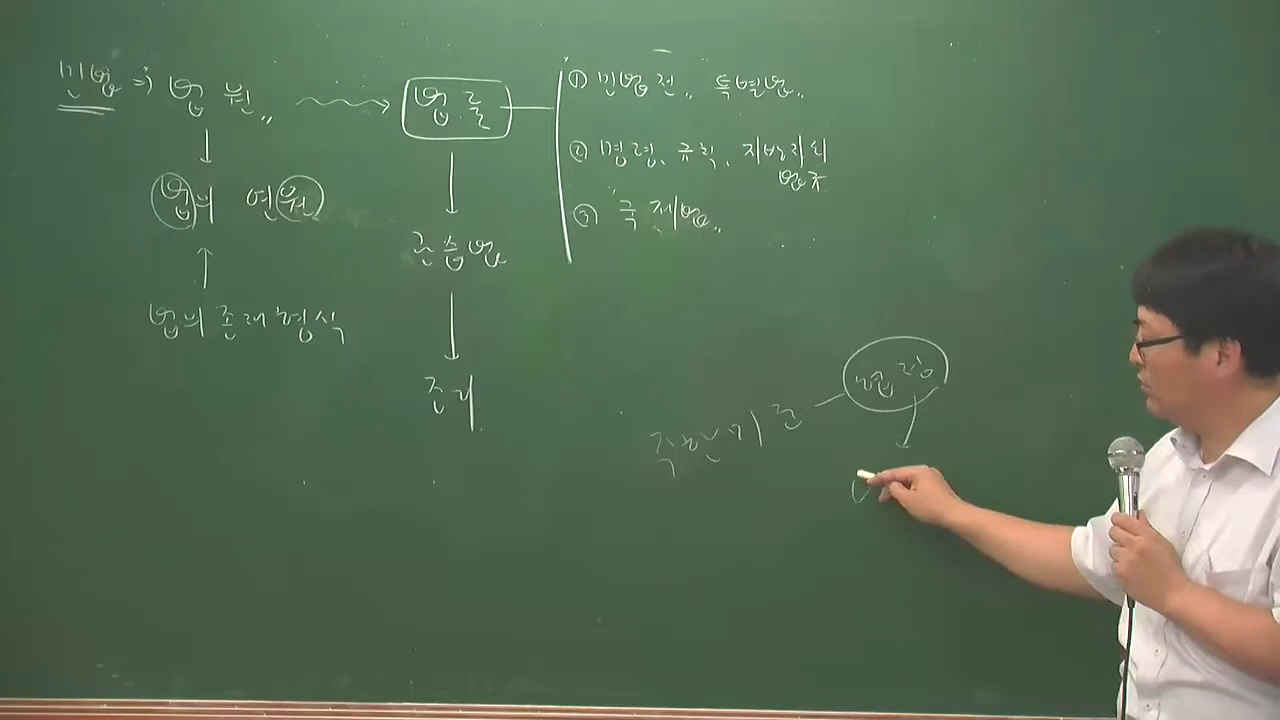 민법 ⇒ 법원〃
법률
① 민법전〃 특별법〃
② 명령、규칙、지방자치
법규
③ 국제법〃
법의 연원
관습법
법의 존재형식
조리
재판기준